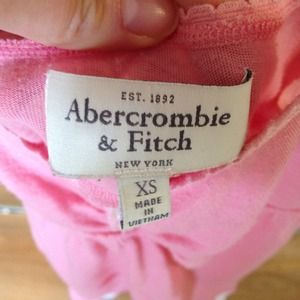 EST. 1892
Abercrombie
& Fitch
NEW YORK
XS
MADE
IN
VIETNAM